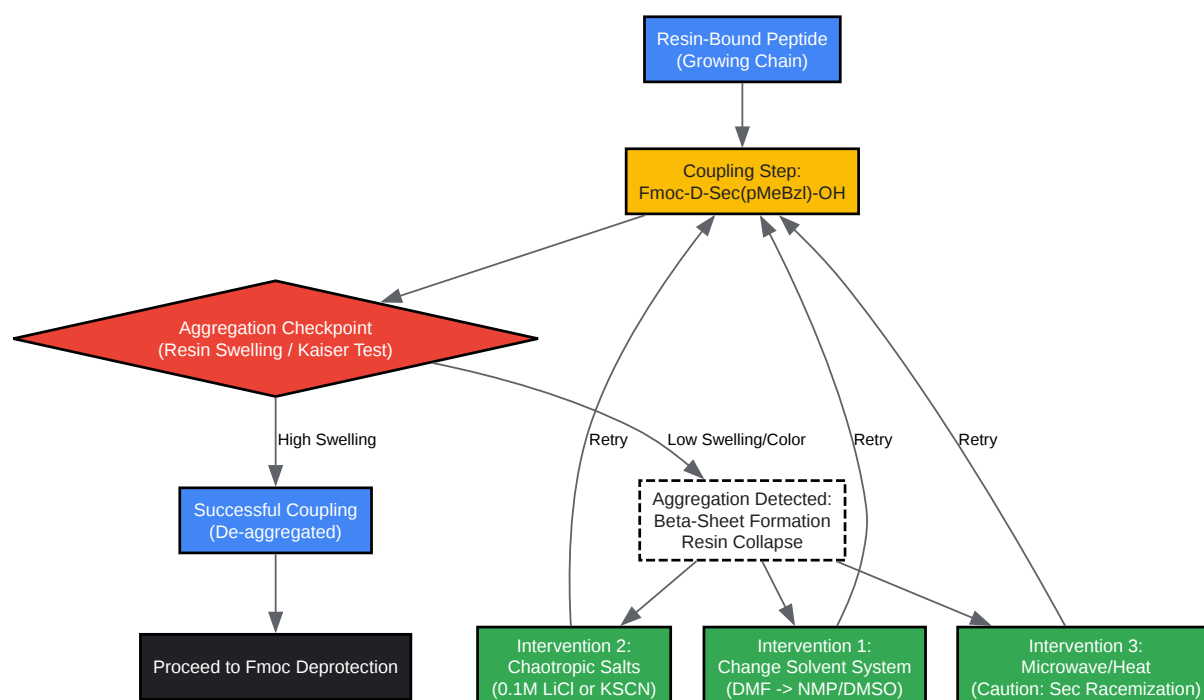 Resin-Bound Peptide
(Growing Chain)
Coupling Step:
Fmoc-D-Sec(pMeBzl)-OH
Aggregation Checkpoint
(Resin Swelling / Kaiser Test)
High Swelling
Retry
Low Swelling/Color
Retry
Retry
Successful Coupling
(De-aggregated)
Aggregation Detected:
Beta-Sheet Formation
Resin Collapse
Proceed to Fmoc Deprotection
Intervention 2:
Chaotropic Salts
(0.1M LiCl or KSCN)
Intervention 1:
Change Solvent System
(DMF -> NMP/DMSO)
Intervention 3:
Microwave/Heat
(Caution: Sec Racemization)